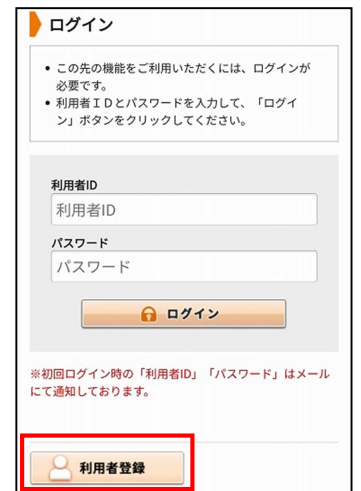 ログイン
この先の機能をご利用いただくには、ログインが
必要です。
利用者ＩＤとパスワードを入力して、「ログイ
ン」ボタンをクリックしてください。
利用者ID
利用者ID
パスワード
パスワード
ログイン
※初回ログイン時の「利用者ID」「パスワード」はメール
にて通知しております。
利用者登録